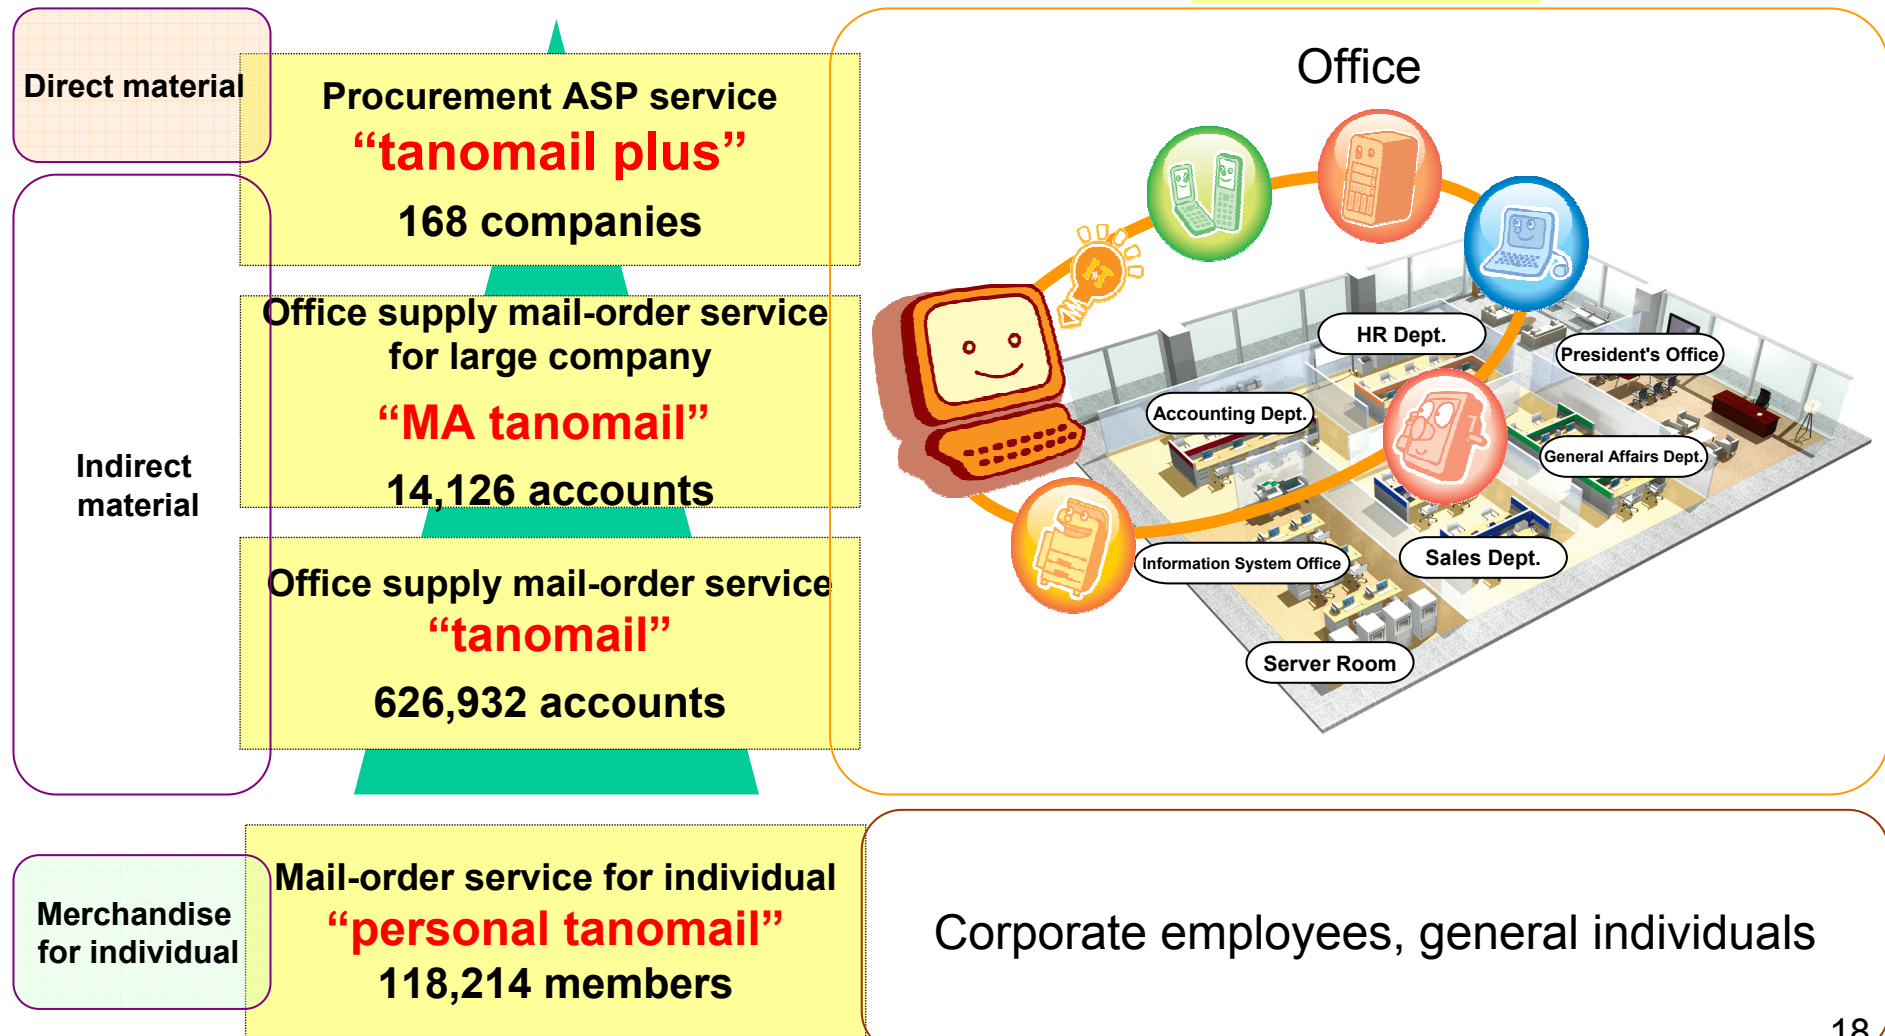 Direct material
Procurement ASP service
“tanomail plus”
168 companies
Indirect
material
Office supply mail-order service
for large company
“MA tanomail”
14,126 accounts
Office supply mail-order service
“tanomail”
626,932 accounts
Merchandise
for individual
Mail-order service for individual
“personal tanomail”
118,214 members
Office
IT
HR Dept.
President's Office
Accounting Dept.
General Affairs Dept.
Information System Office
Sales Dept.
Server Room
Corporate employees, general individuals
18